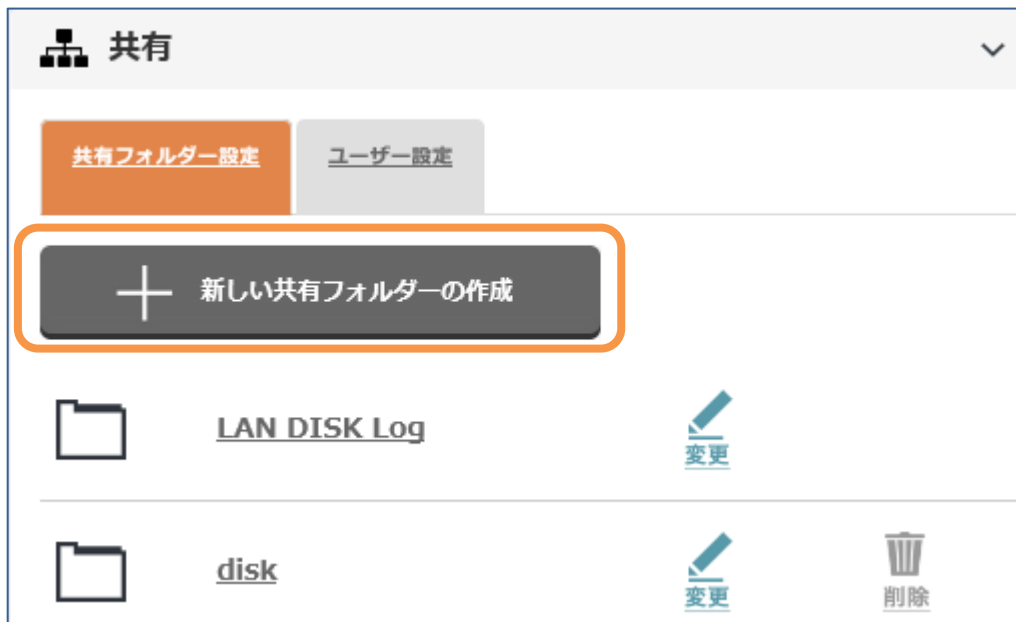 共有
共有フォルダー設定 ユーザー設定
新しい共有フォルダーの作成
LAN DISK Log 変更
disk 変更 削除